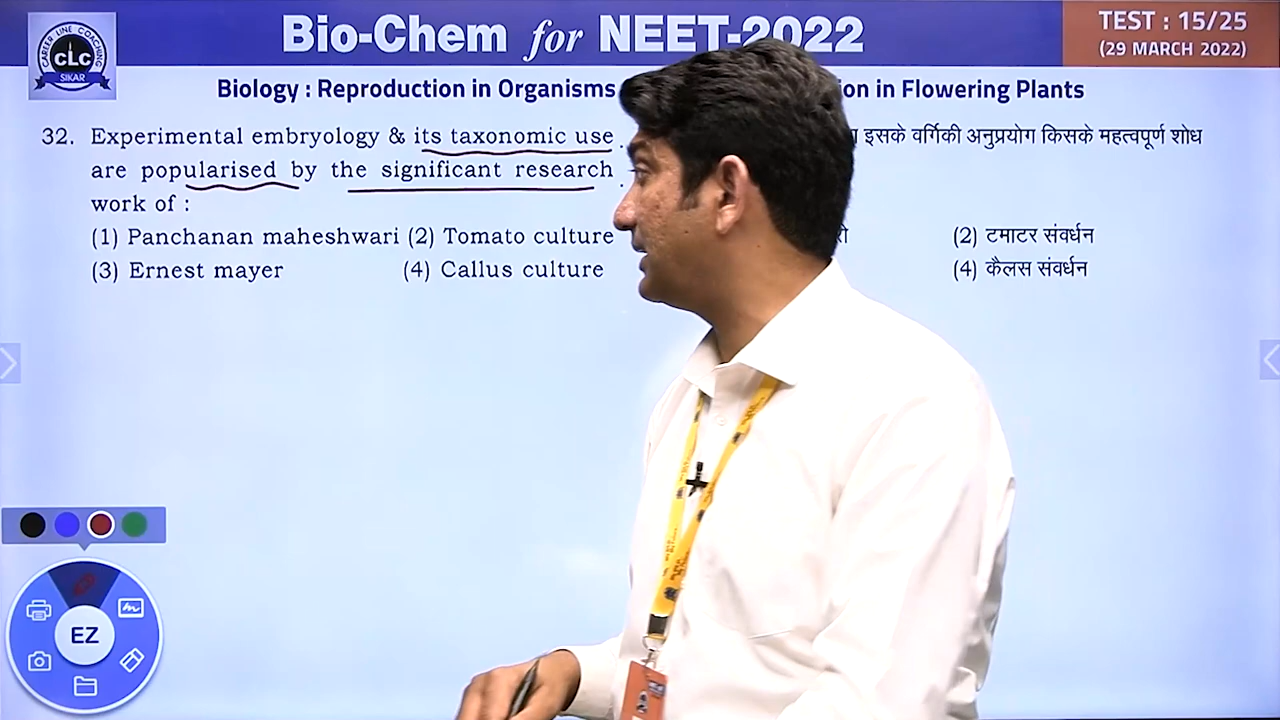 Bio-Chem for NEET-2022
TEST : 15/25
(29 MARCH 2022)
CAREER LINE COACHING
CLC
SIKAR
Biology : Reproduction in Organisms
in Flowering Plants
32. Experimental embryology & its taxonomic use
are popularised by the significant research
work of :
(1) Panchanan maheshwari (2) Tomato culture
(3) Ernest mayer (4) Callus culture
इसके वर्गिकी अनुप्रयोग किसके महत्वपूर्ण शोध
(2) टमाटर संवर्धन
(4) कैलस संवर्धन
EZ